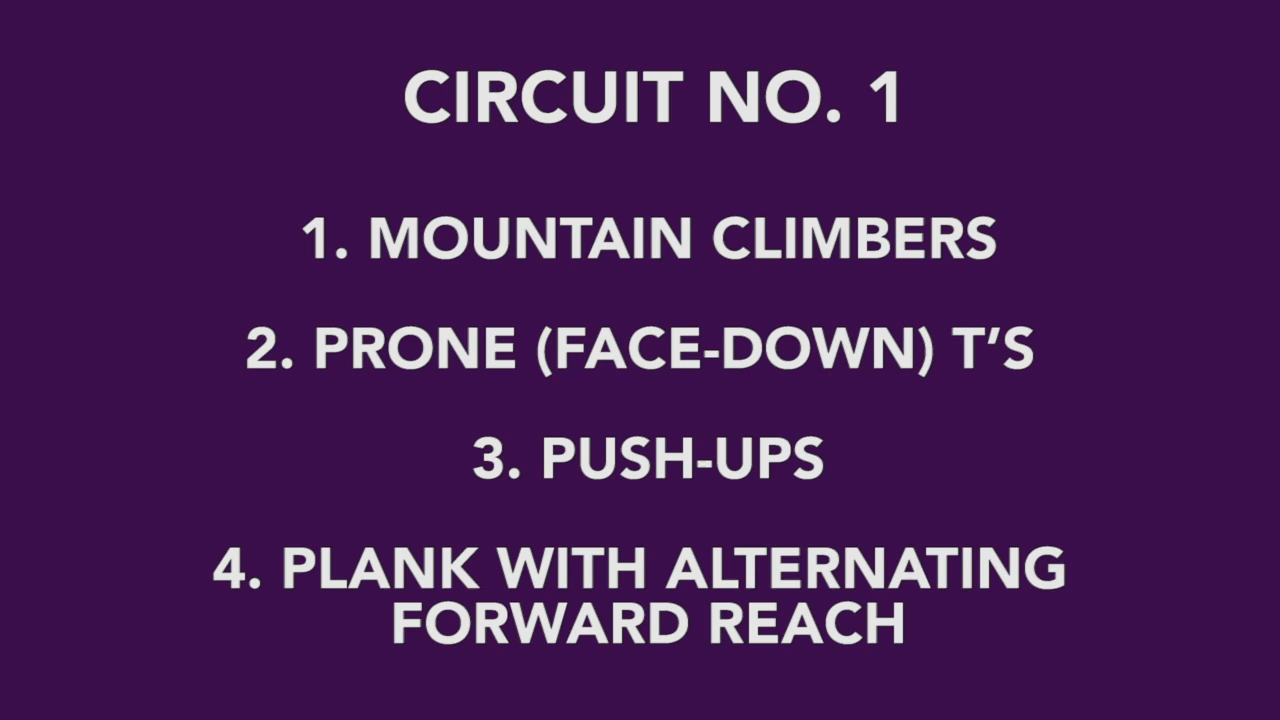 CIRCUIT NO. 1
1. MOUNTAIN CLIMBERS
2. PRONE (FACE-DOWN) T’S
3. PUSH-UPS
4. PLANK WITH ALTERNATING
FORWARD REACH